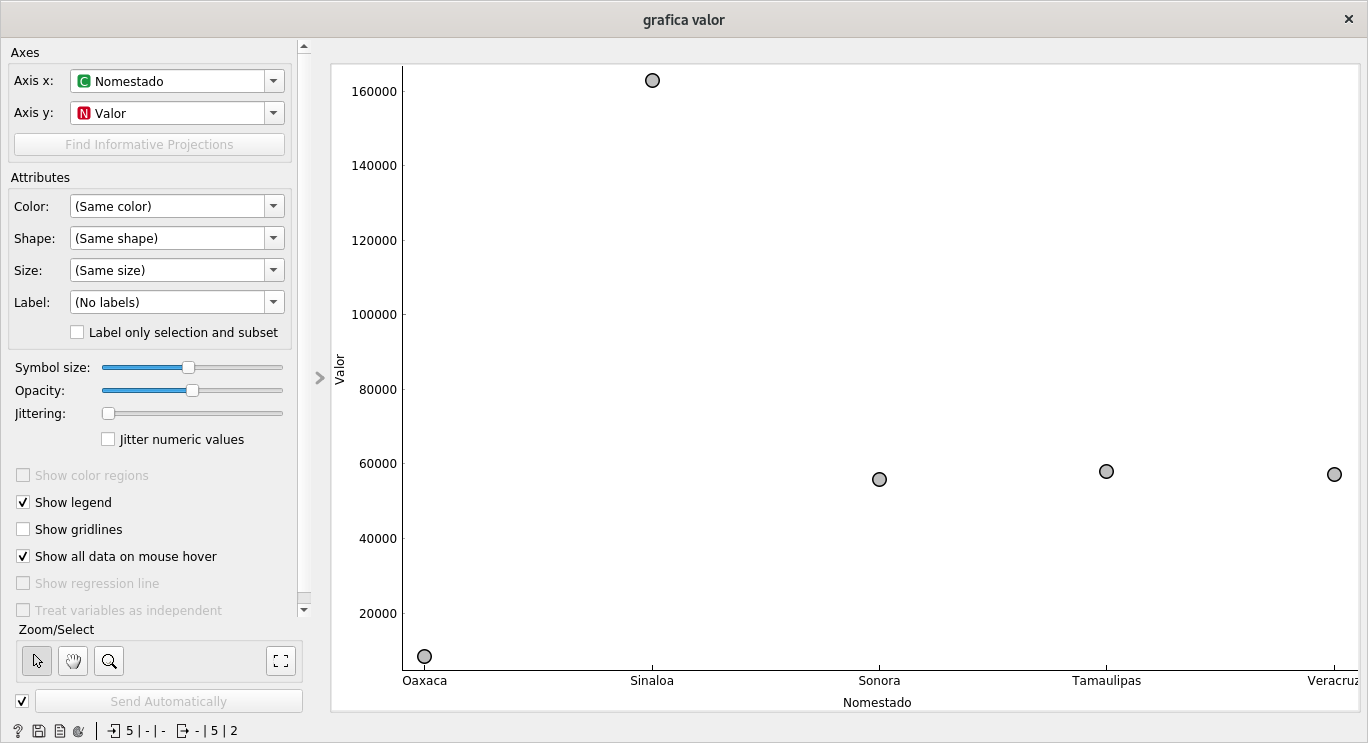 grafica valor
Axes
Axis x: C Nomestado
Axis y: N Valor
Find Informative Projections
Attributes
Color: (Same color)
Shape: (Same shape)
Size: (Same size)
Label: (No labels)
Label only selection and subset
Symbol size:
Opacity:
Jittering:
Jitter numeric values
Show color regions
Show legend
Show gridlines
Show all data on mouse hover
Show regression line
Treat variables as independent
Zoom/Select
Send Automatically
? 5 | - | - - | 5 | 2
160000
140000
120000
100000
80000
60000
40000
20000
Valor
Oaxaca Sinaloa Sonora Tamaulipas Veracruz
Nomestado